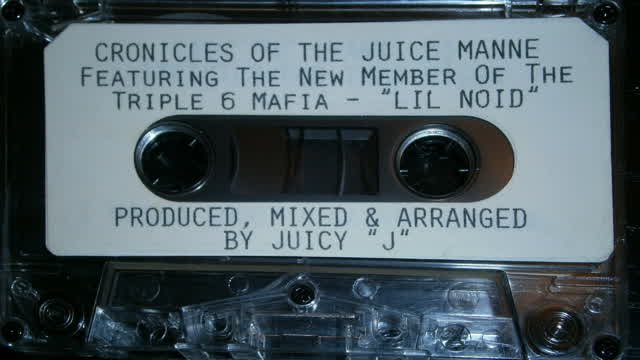 CRONICLES OF THE JUICE MANNE
FEATURING THE NEW MEMBER OF THE
TRIPLE 6 MAFIA - "LIL NOID"
PRODUCED, MIXED & ARRANGED
BY JUICY "J"